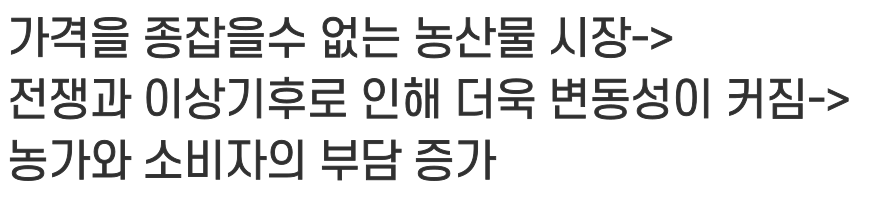 가격을 종잡을수 없는 농산물 시장->
전쟁과 이상기후로 인해 더욱 변동성이 커짐->
농가와 소비자의 부담 증가